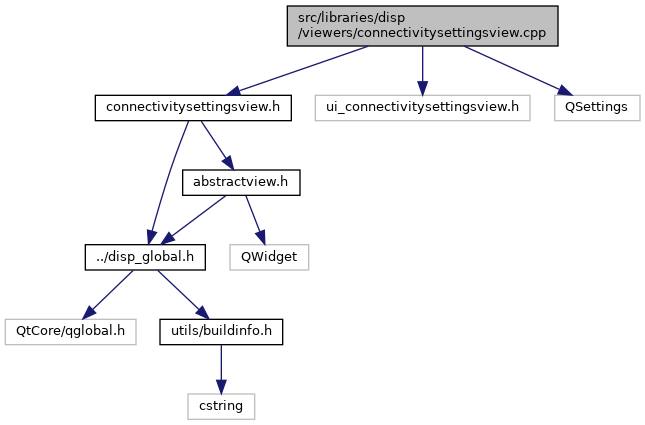 src/libraries/disp
/viewers/connectivitysettingsview.cpp
connectivitysettingsview.h
ui_connectivitysettingsview.h
QSettings
abstractview.h
../disp_global.h
QWidget
QtCore/qglobal.h
utils/buildinfo.h
cstring